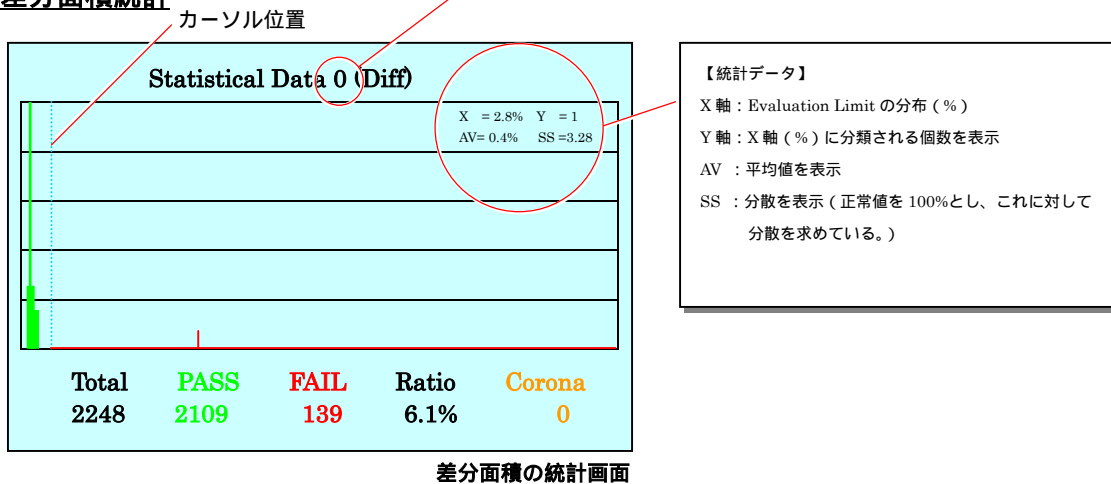 差分面積統計
カーソル位置
Statistical Data 0 (Diff)
X = 2.8% Y = 1
AV= 0.4% SS =3.28
Total PASS FAIL Ratio Corona
2248 2109 139 6.1% 0
差分面積の統計画面
【統計データ】
X 軸：Evaluation Limit の分布（%）
Y 軸：X 軸（%）に分類される個数を表示
AV ：平均値を表示
SS ：分散を表示（正常値を 100%とし、これに対して
分散を求めている。）